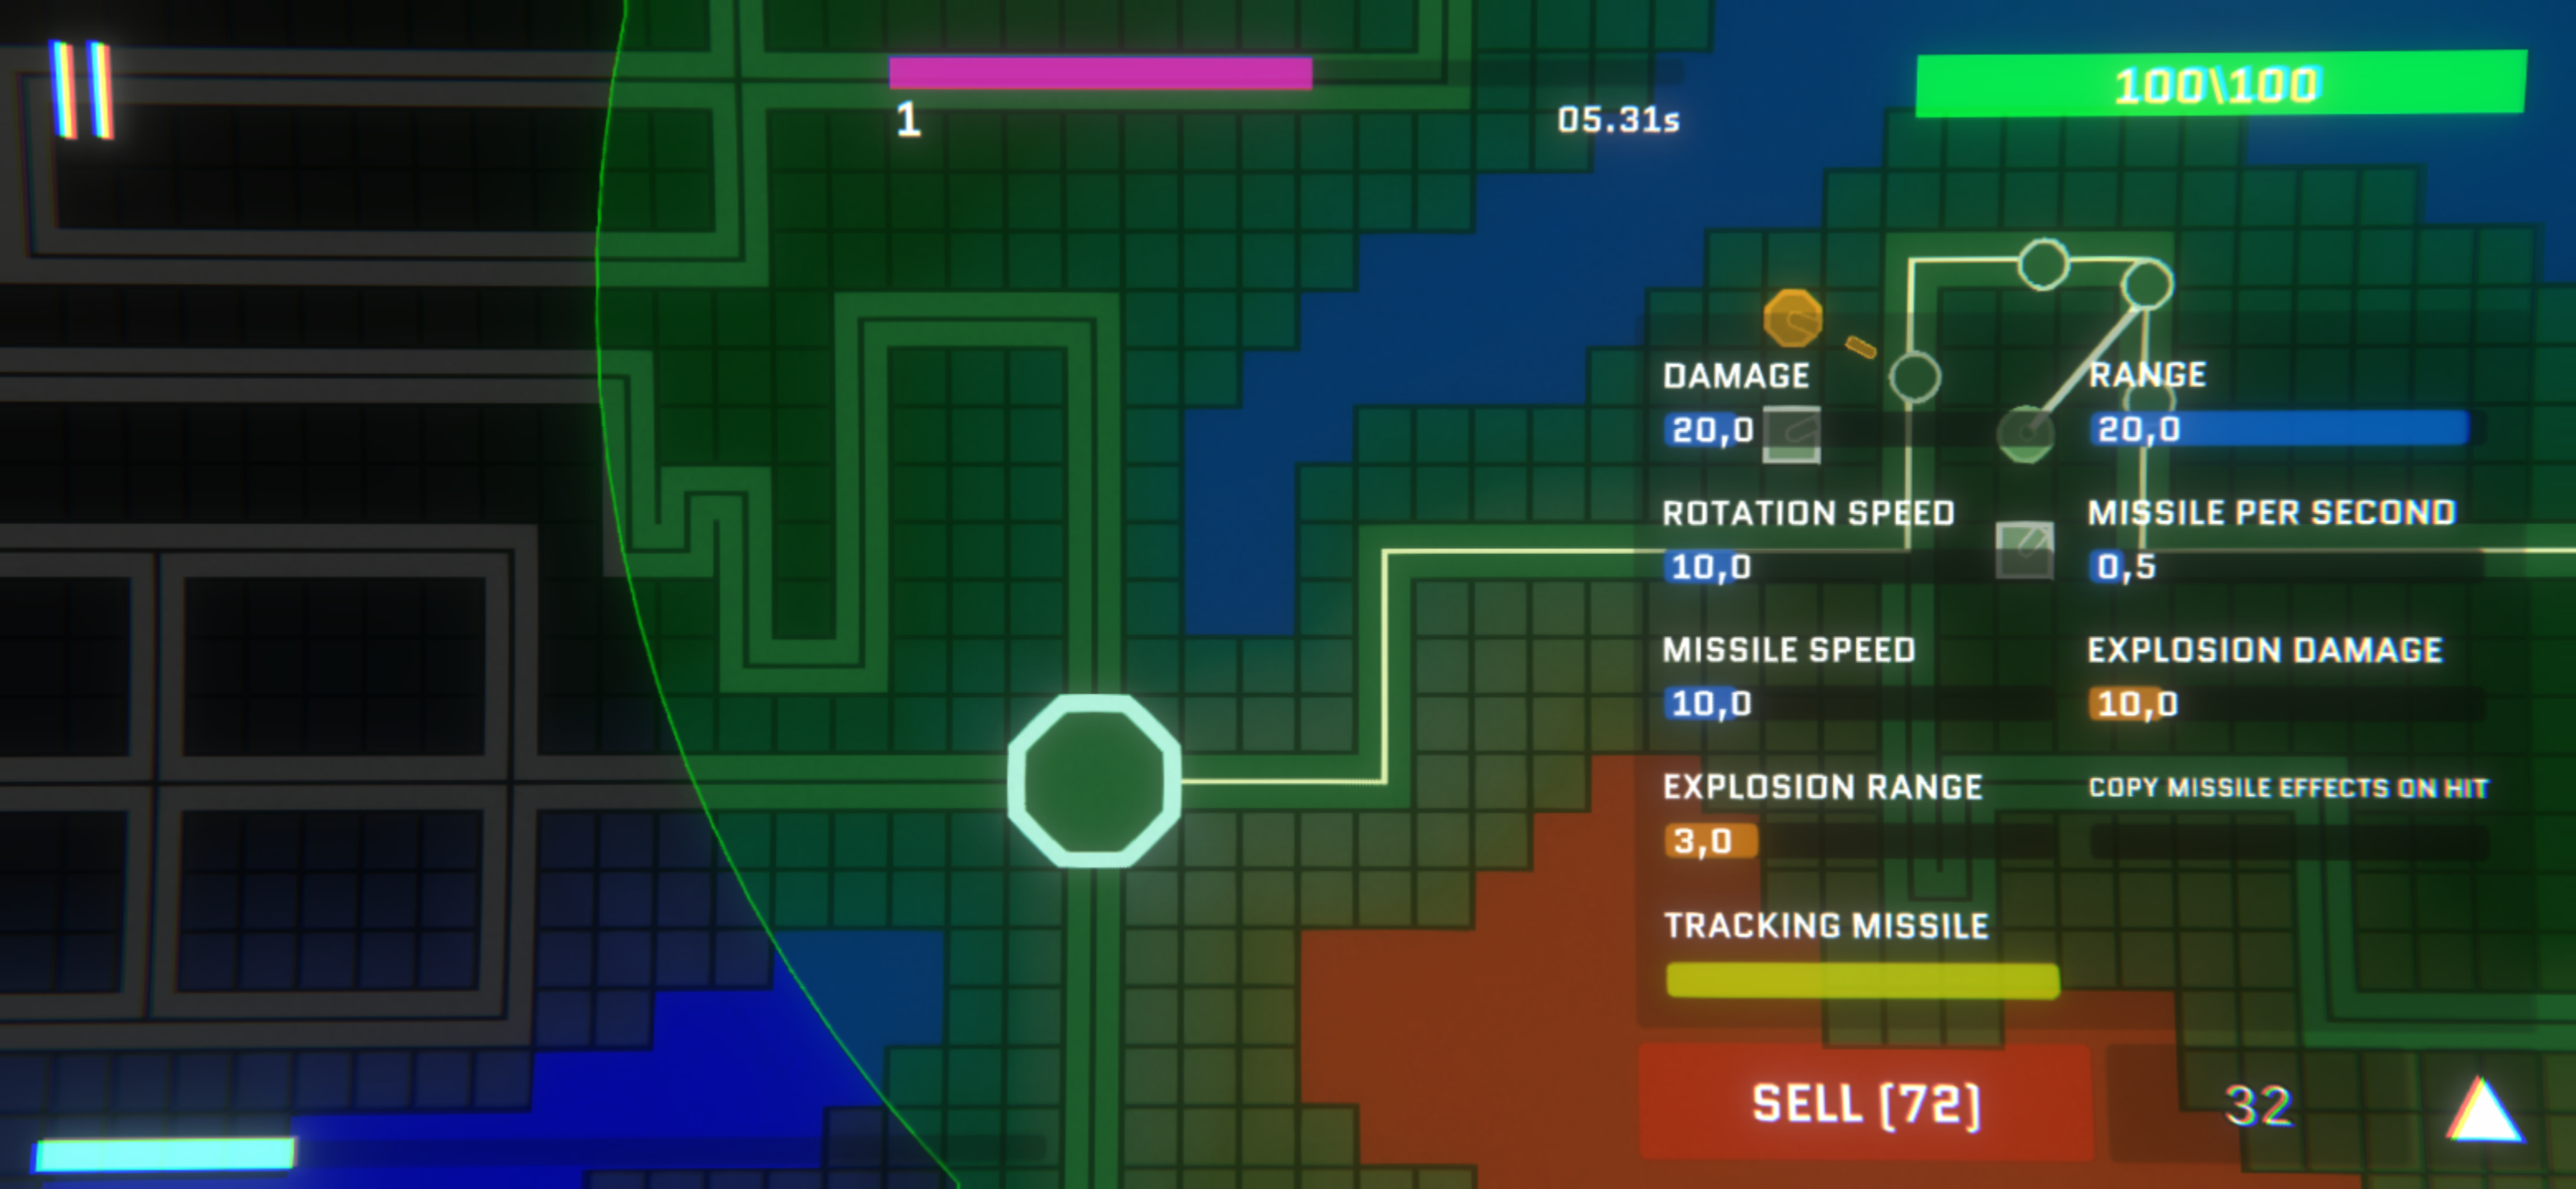 100\100
1
05.31s
DAMAGE
20,0
RANGE
20,0
ROTATION SPEED
10,0
MISSILE PER SECOND
0,5
MISSILE SPEED
10,0
EXPLOSION DAMAGE
10,0
EXPLOSION RANGE
3,0
COPY MISSILE EFFECTS ON HIT
TRACKING MISSILE
SELL (72)
32